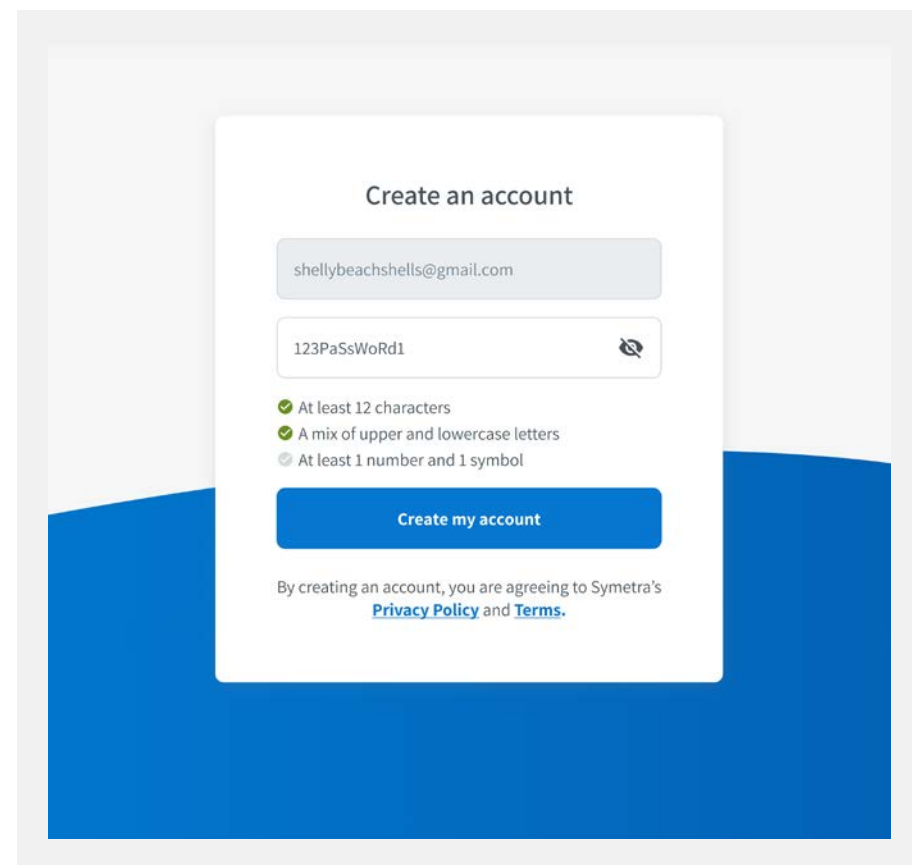 Create an account
shellybeachshells@gmail.com
123PaSsWoRd1
At least 12 characters
A mix of upper and lowercase letters
At least 1 number and 1 symbol
Create my account
By creating an account, you are agreeing to Symetra's
Privacy Policy and Terms.